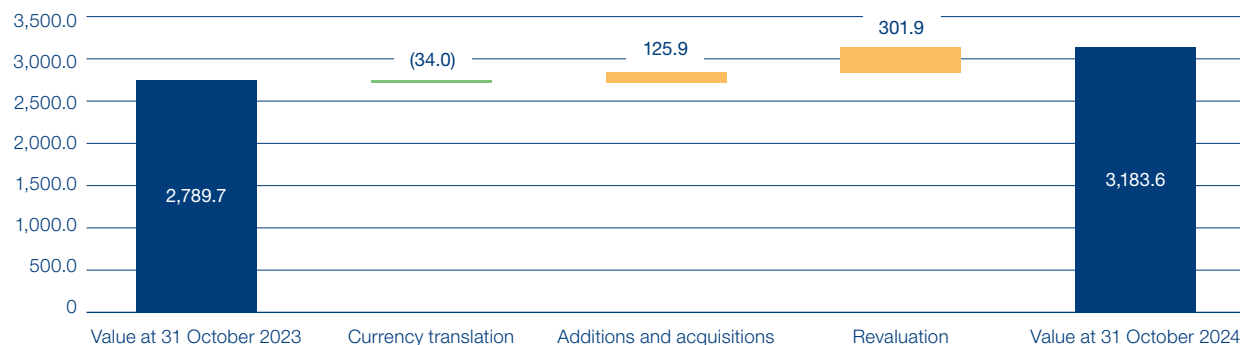 3,500.0
3,000.0
2,500.0
2,000.0
1,500.0
1,000.0
500.0
0
2,789.7
(34.0)
125.9
301.9
3,183.6
Value at 31 October 2023
Currency translation
Additions and acquisitions
Revaluation
Value at 31 October 2024